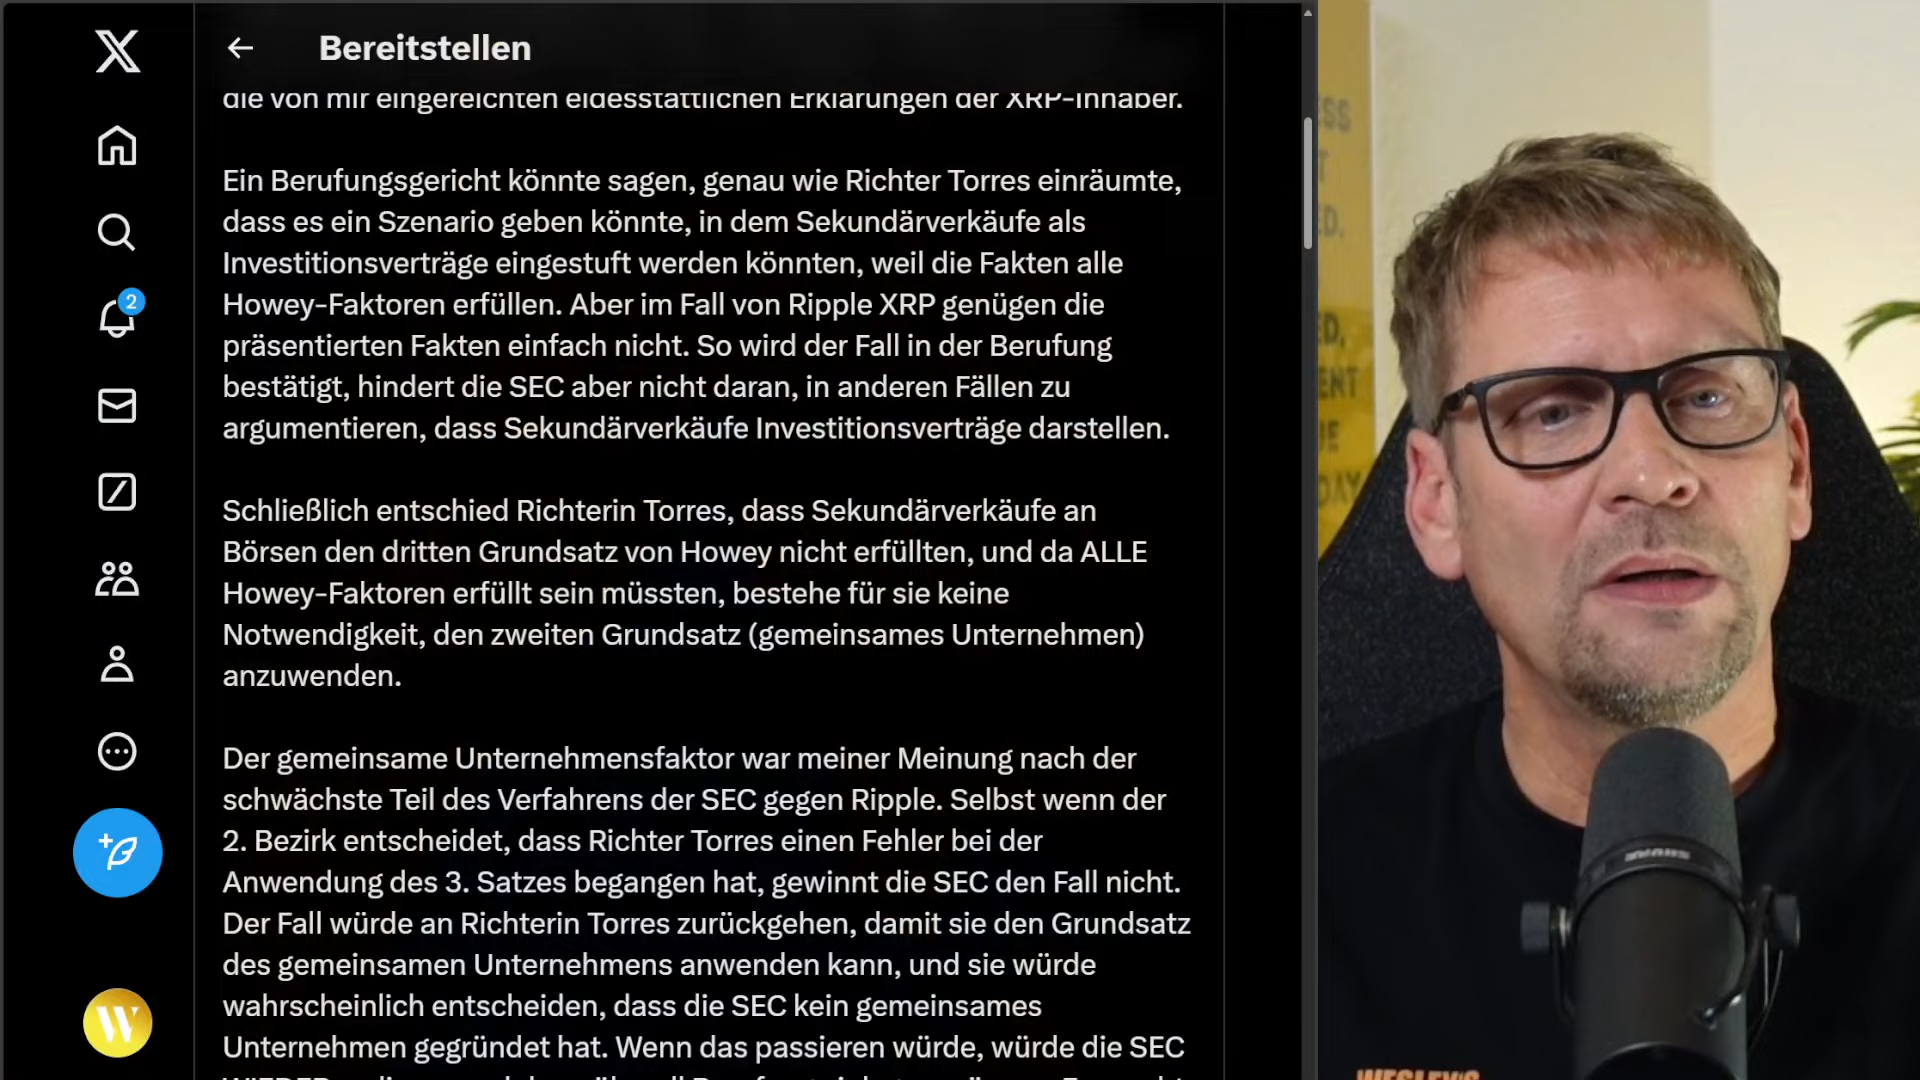 Bereitstellen
die von mir eingereichten eidesstattlichen Erklärungen der XRP-Inhaber.
Ein Berufungsgericht könnte sagen, genau wie Richter Torres einräumte,
dass es ein Szenario geben könnte, in dem Sekundärverkäufe als
Investitionsverträge eingestuft werden könnten, weil die Fakten alle
Howey-Faktoren erfüllen. Aber im Fall von Ripple XRP genügen die
präsentierten Fakten einfach nicht. So wird der Fall in der Berufung
bestätigt, hindert die SEC aber nicht daran, in anderen Fällen zu
argumentieren, dass Sekundärverkäufe Investitionsverträge darstellen.
Schließlich entschied Richterin Torres, dass Sekundärverkäufe an
Börsen den dritten Grundsatz von Howey nicht erfüllten, und da ALLE
Howey-Faktoren erfüllt sein müssten, bestehe für sie keine
Notwendigkeit, den zweiten Grundsatz (gemeinsames Unternehmen)
anzuwenden.
Der gemeinsame Unternehmensfaktor war meiner Meinung nach der
schwächste Teil des Verfahrens der SEC gegen Ripple. Selbst wenn der
2. Bezirk entscheidet, dass Richter Torres einen Fehler bei der
Anwendung des 3. Satzes begangen hat, gewinnt die SEC den Fall nicht.
Der Fall würde an Richterin Torres zurückgehen, damit sie den Grundsatz
des gemeinsamen Unternehmens anwenden kann, und sie würde
wahrscheinlich entscheiden, dass die SEC kein gemeinsames
Unternehmen gegründet hat. Wenn das passieren würde, würde die SEC
2
W
ESS
T
ED.
ED,
ENT
IE
DAY
WESLEY'S